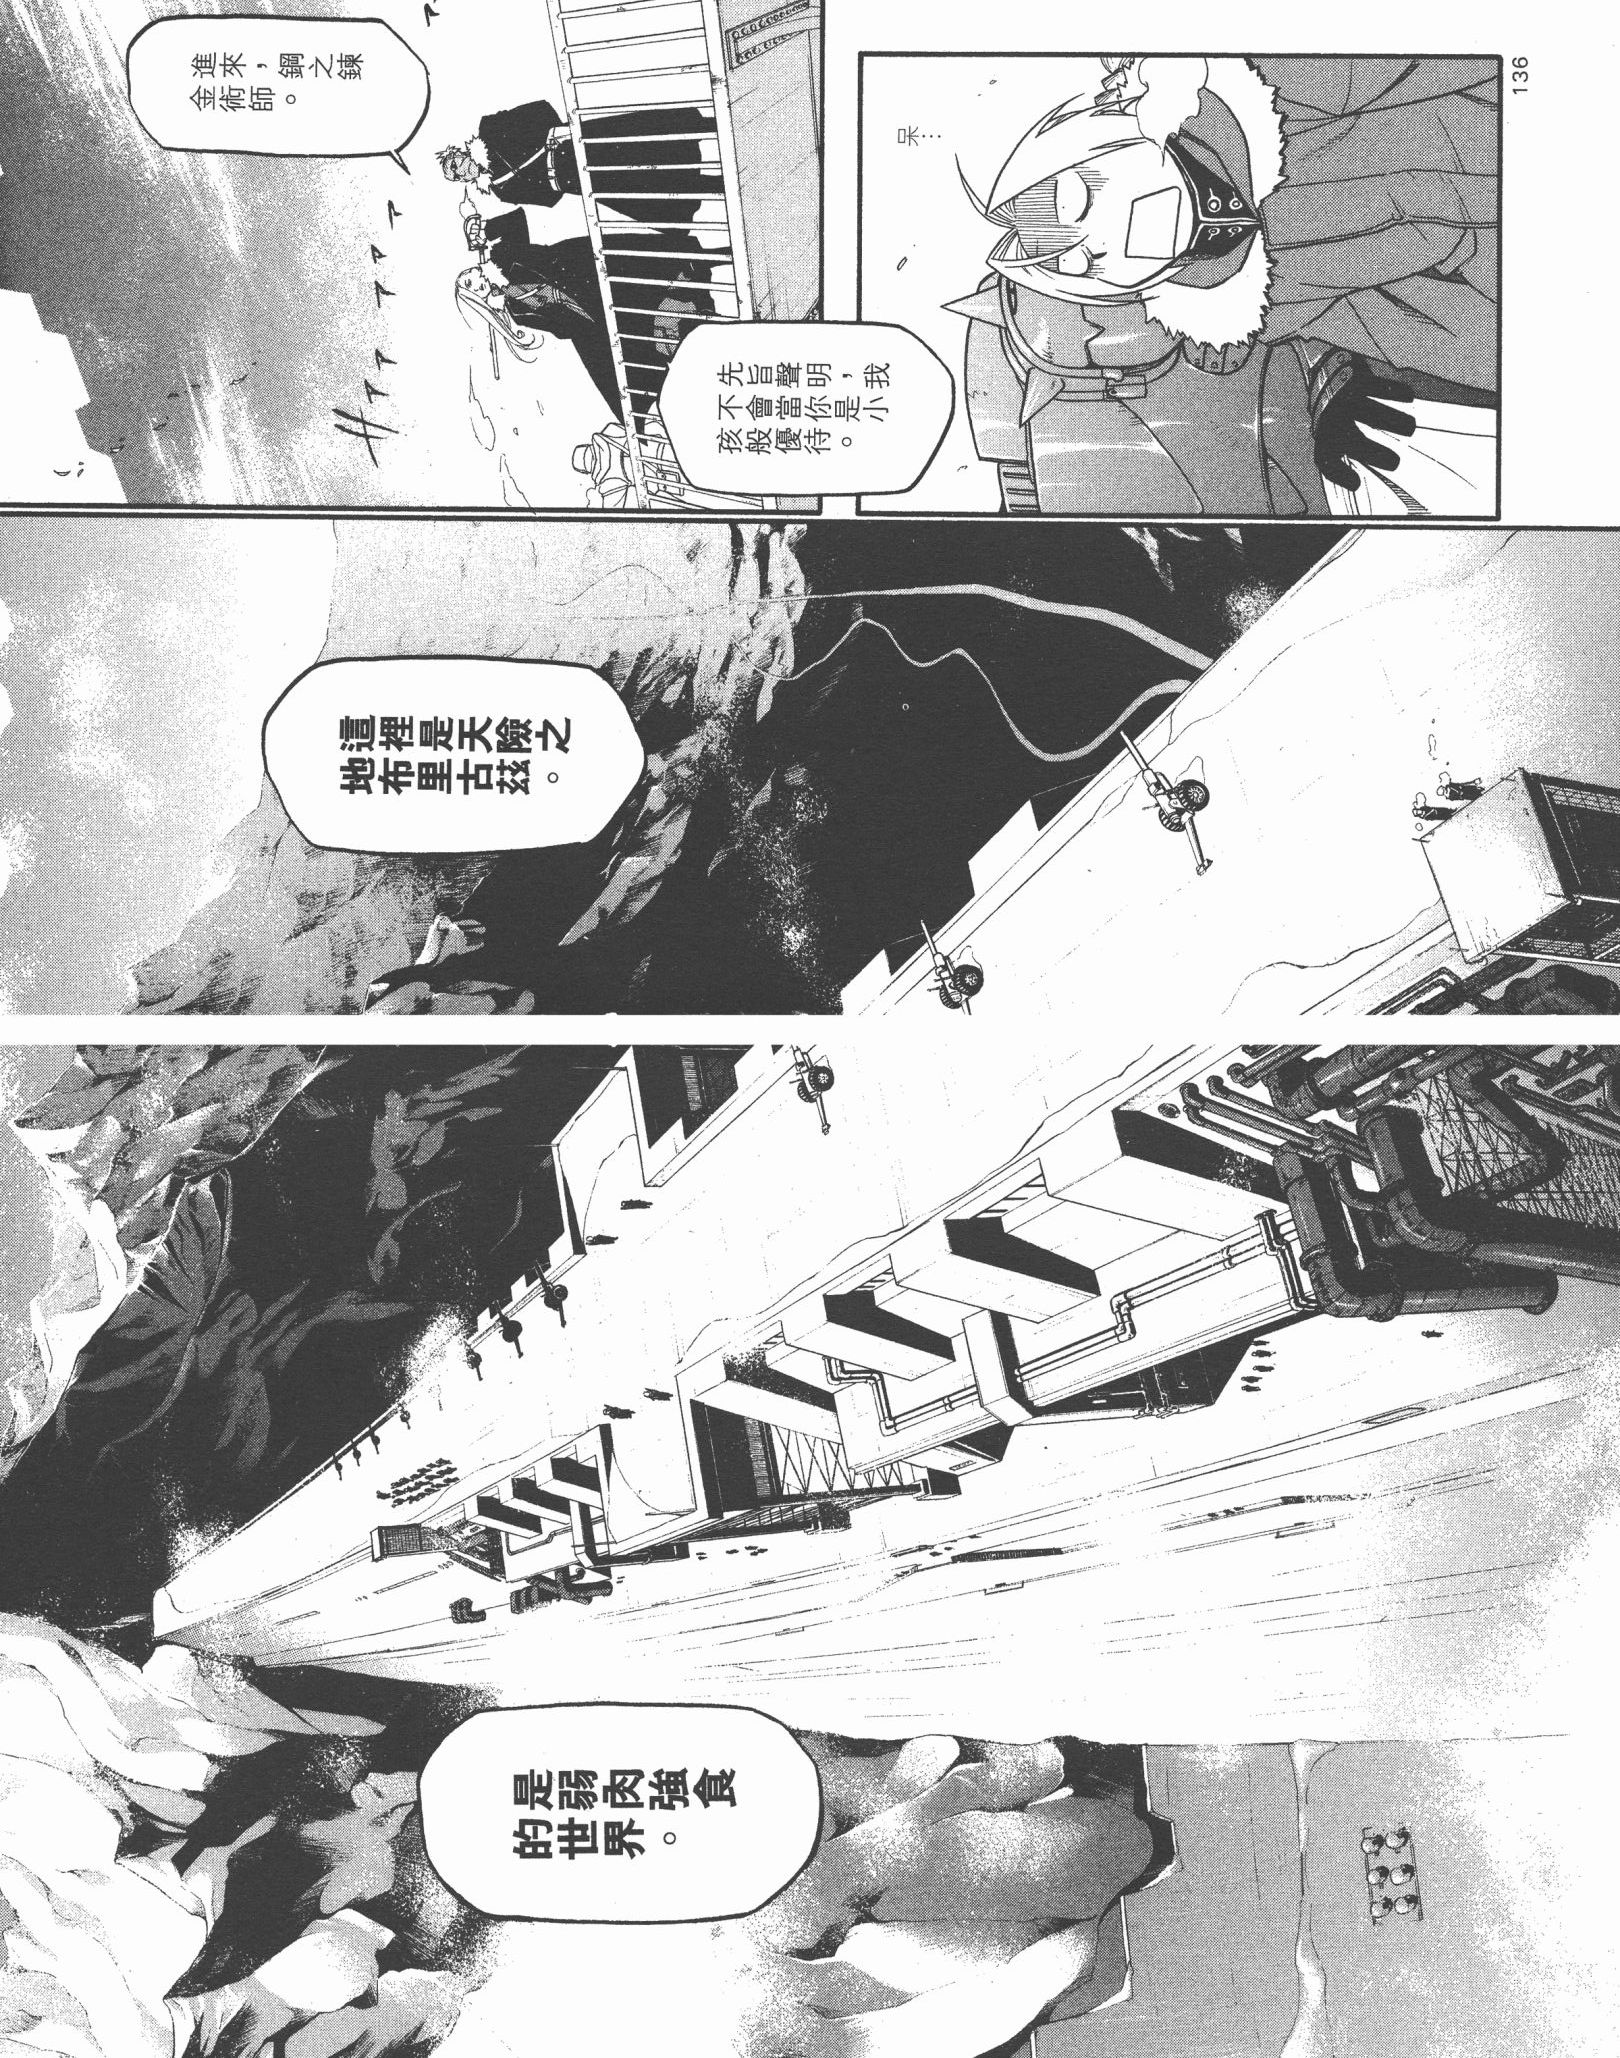 進來，鋼之鍊
金術師。
先旨聲明，我
不會當你是小
孩般優待。
呆…
136
這裡是天險之
地布里古茲。
是弱肉強食
的世界。